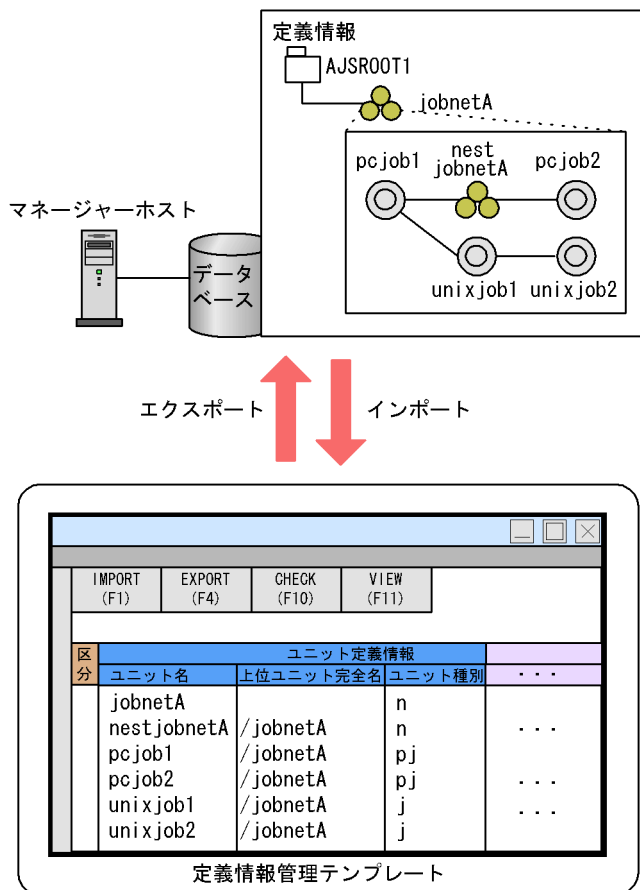 定義情報
AJSROOT1
jobnetA
pcjob1
nest
jobnetA
pcjob2
unixjob1
unixjob2
マネージャーホスト
データ
ベース
エクスポート
インポート
IMPORT EXPORT CHECK VIEW
(F1) (F4) (F10) (F11)
区分
ユニット定義情報
ユニット名 上位ユニット完全名 ユニット種別 ・・・
jobnetA n
nestjobnetA /jobnetA n ・・・
pcjob1 /jobnetA pj
pcjob2 /jobnetA pj ・・・
unixjob1 /jobnetA j ・・・
unixjob2 /jobnetA j
定義情報管理テンプレート